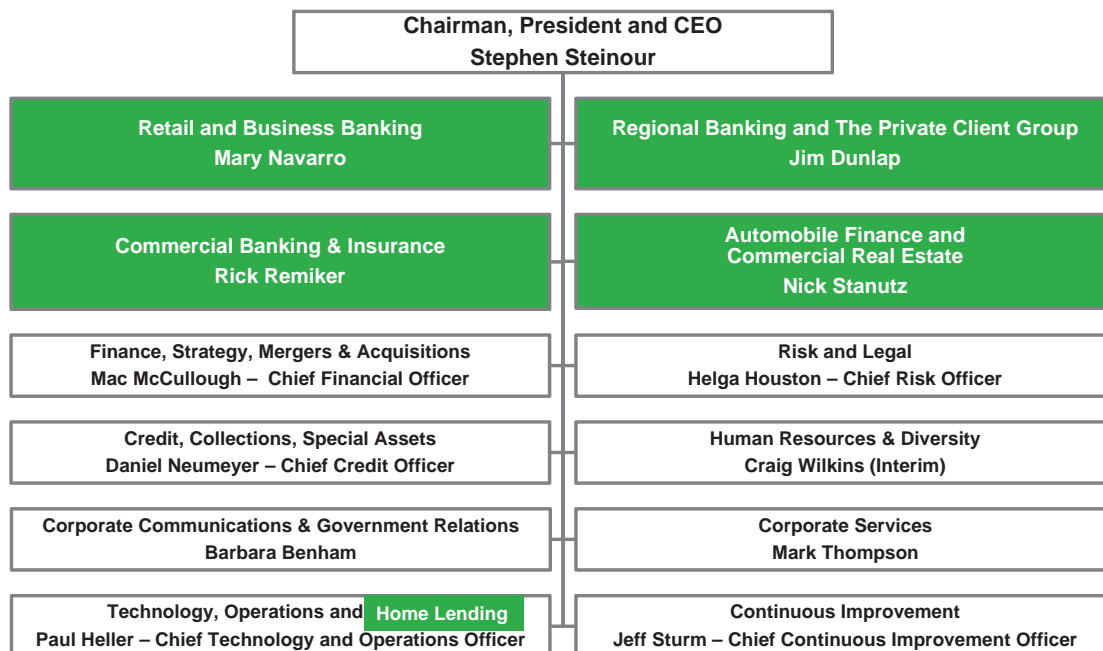 Chairman, President and CEO
Stephen Steinour
Retail and Business Banking
Mary Navarro
Regional Banking and The Private Client Group
Jim Dunlap
Commercial Banking & Insurance
Rick Remiker
Automobile Finance and
Commercial Real Estate
Nick Stanutz
Finance, Strategy, Mergers & Acquisitions
Mac McCullough – Chief Financial Officer
Risk and Legal
Helga Houston – Chief Risk Officer
Credit, Collections, Special Assets
Daniel Neumeyer – Chief Credit Officer
Human Resources & Diversity
Craig Wilkins (Interim)
Corporate Communications & Government Relations
Barbara Benham
Corporate Services
Mark Thompson
Technology, Operations and Home Lending
Paul Heller – Chief Technology and Operations Officer
Continuous Improvement
Jeff Sturm – Chief Continuous Improvement Officer